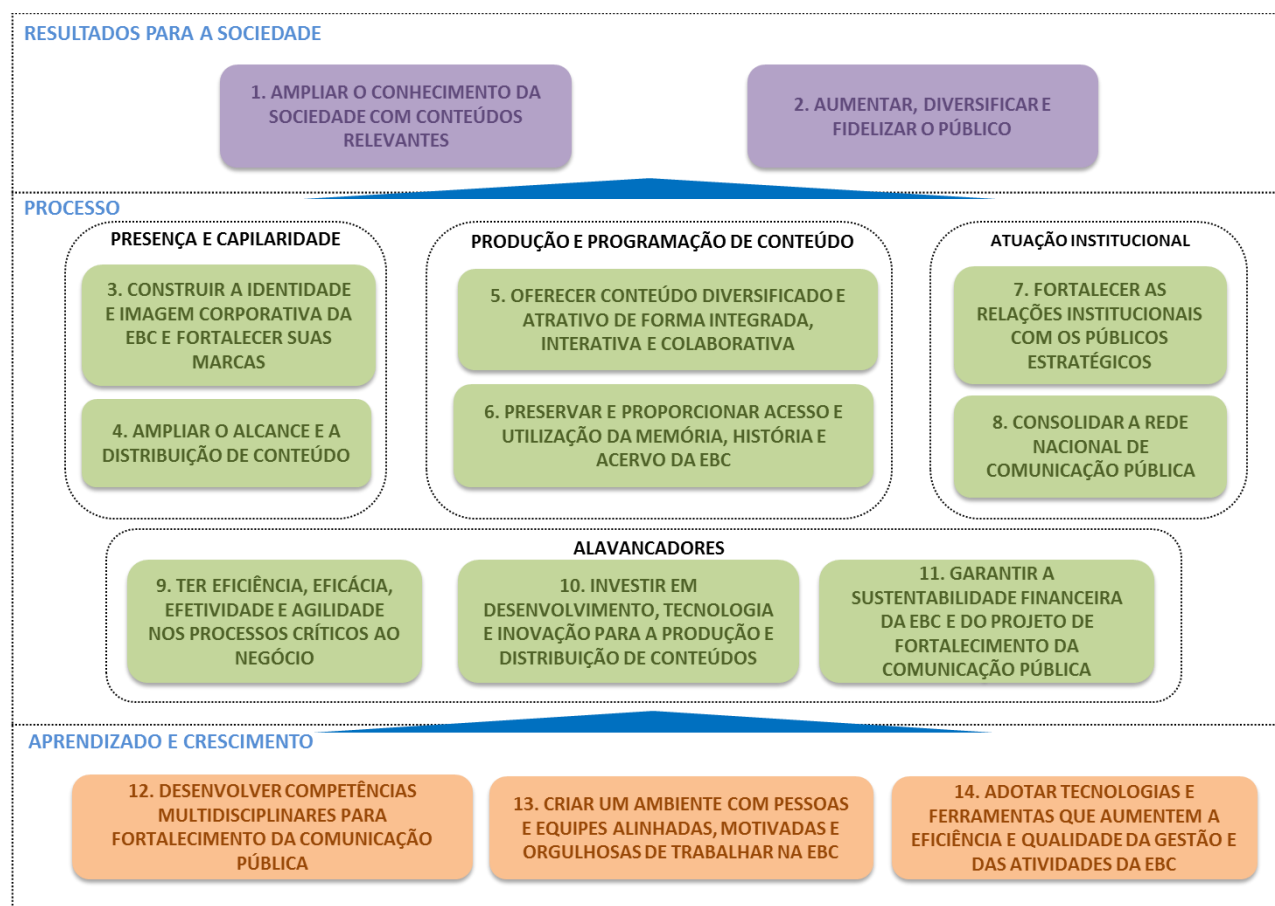 RESULTADOS PARA A SOCIEDADE
1. AMPLIAR O CONHECIMENTO DA
SOCIEDADE COM CONTEÚDOS
RELEVANTES
2. AUMENTAR, DIVERSIFICAR E
FIDELIZAR O PÚBLICO
PROCESSO
PRESENÇA E CAPILARIDADE
3. CONSTRUIR A IDENTIDADE
E IMAGEM CORPORATIVA DA
EBC E FORTALECER SUAS
MARCAS
4. AMPLIAR O ALCANCE E A
DISTRIBUIÇÃO DE CONTEÚDO
PRODUÇÃO E PROGRAMAÇÃO DE CONTEÚDO
5. OFERECER CONTEÚDO DIVERSIFICADO E
ATRATIVO DE FORMA INTEGRADA,
INTERATIVA E COLABORATIVA
6. PRESERVAR E PROPORCIONAR ACESSO E
UTILIZAÇÃO DA MEMÓRIA, HISTÓRIA E
ACERVO DA EBC
ATUAÇÃO INSTITUCIONAL
7. FORTALECER AS
RELAÇÕES INSTITUCIONAIS
COM OS PÚBLICOS
ESTRATÉGICOS
8. CONSOLIDAR A REDE
NACIONAL DE
COMUNICAÇÃO PÚBLICA
ALAVANCADORES
9. TER EFICIÊNCIA, EFICÁCIA,
EFETIVIDADE E AGILIDADE
NOS PROCESSOS CRÍTICOS AO
NEGÓCIO
10. INVESTIR EM
DESENVOLVIMENTO, TECNOLOGIA
E INOVAÇÃO PARA A PRODUÇÃO E
DISTRIBUIÇÃO DE CONTEÚDOS
11. GARANTIR A
SUSTENTABILIDADE FINANCEIRA
DA EBC E DO PROJETO DE
FORTALECIMENTO DA
COMUNICAÇÃO PÚBLICA
APRENDIZADO E CRESCIMENTO
12. DESENVOLVER COMPETÊNCIAS
MULTIDISCIPLINARES PARA
FORTALECIMENTO DA COMUNICAÇÃO
PÚBLICA
13. CRIAR UM AMBIENTE COM PESSOAS
E EQUIPES ALINHADAS, MOTIVADAS E
ORGULHOSAS DE TRABALHAR NA EBC
14. ADOTAR TECNOLOGIAS E
FERRAMENTAS QUE AUMENTEM A
EFICIÊNCIA E QUALIDADE DA GESTÃO E
DAS ATIVIDADES DA EBC